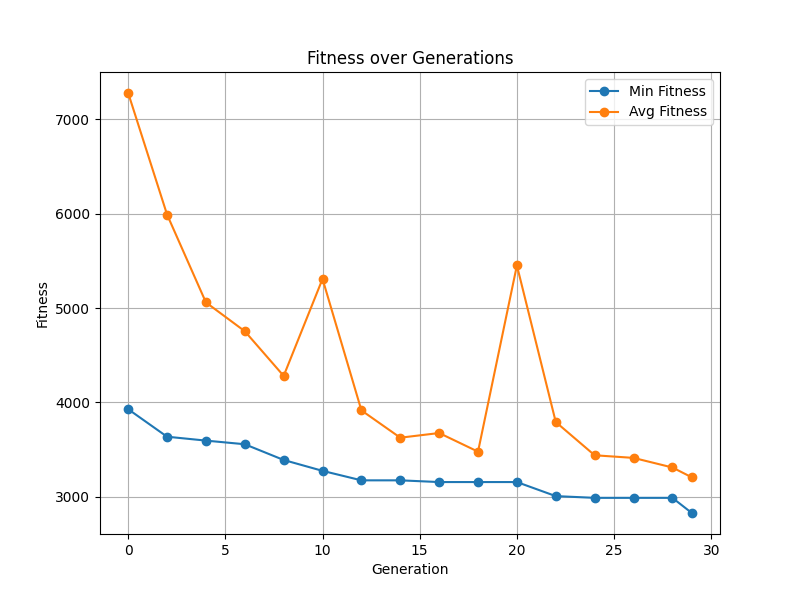 Fitness over Generations
Min Fitness
Avg Fitness
7000
6000
5000
4000
3000
Fitness
0 5 10 15 20 25 30
Generation